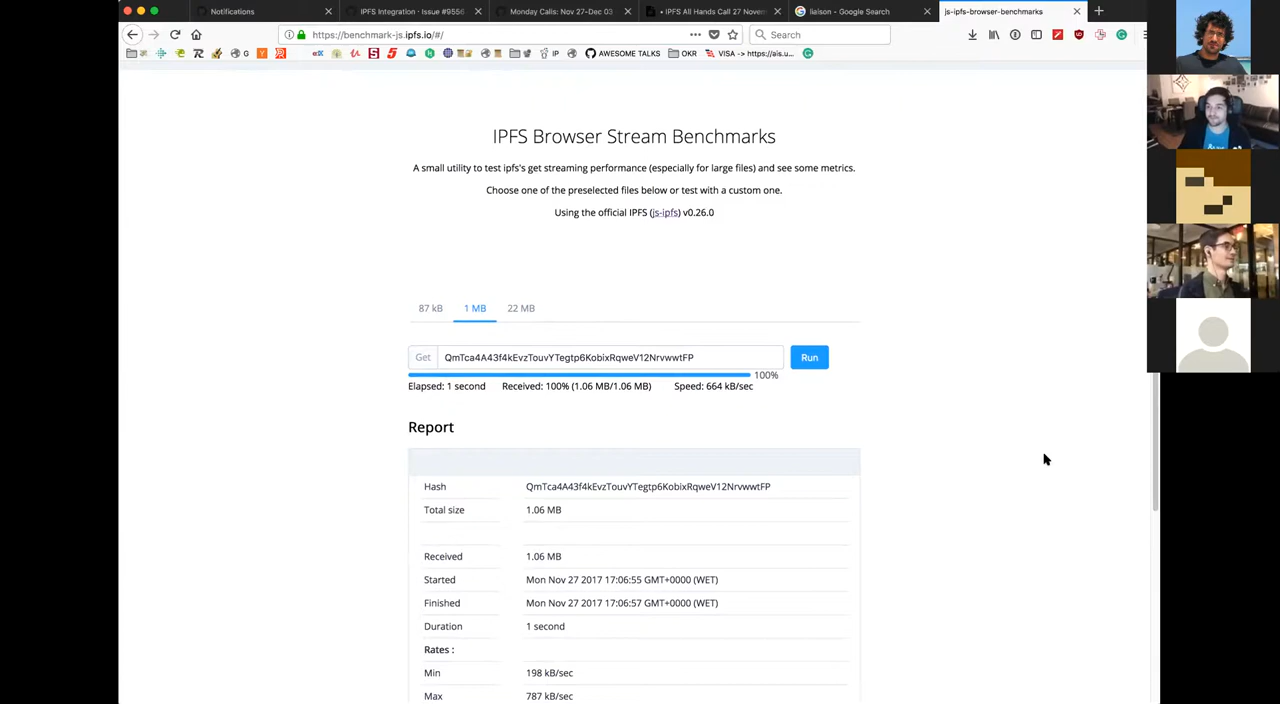 Notifications
IPFS Integration · Issue #9556
Monday Calls: Nov 27-Dec 03
• IPFS All Hands Call 27 Novem
liaison - Google Search
js-ipfs-browser-benchmarks
https://benchmark-js.ipfs.io/#/
Search
G
IP
AWESOME TALKS
OKR
VISA -> https://ais.u...
IPFS Browser Stream Benchmarks
A small utility to test ipfs's get streaming performance (especially for large files) and see some metrics.
Choose one of the preselected files below or test with a custom one.
Using the official IPFS (js-ipfs) v0.26.0
87 kB 1 MB 22 MB
Get QmTca4A43f4kEvzTouvYTegtp6KobixRqweV12NrvwwtFP Run
100%
Elapsed: 1 second Received: 100% (1.06 MB/1.06 MB) Speed: 664 kB/sec
Report
Hash QmTca4A43f4kEvzTouvYTegtp6KobixRqweV12NrvwwtFP
Total size 1.06 MB
Received 1.06 MB
Started Mon Nov 27 2017 17:06:55 GMT+0000 (WET)
Finished Mon Nov 27 2017 17:06:57 GMT+0000 (WET)
Duration 1 second
Rates :
Min 198 kB/sec
Max 787 kB/sec